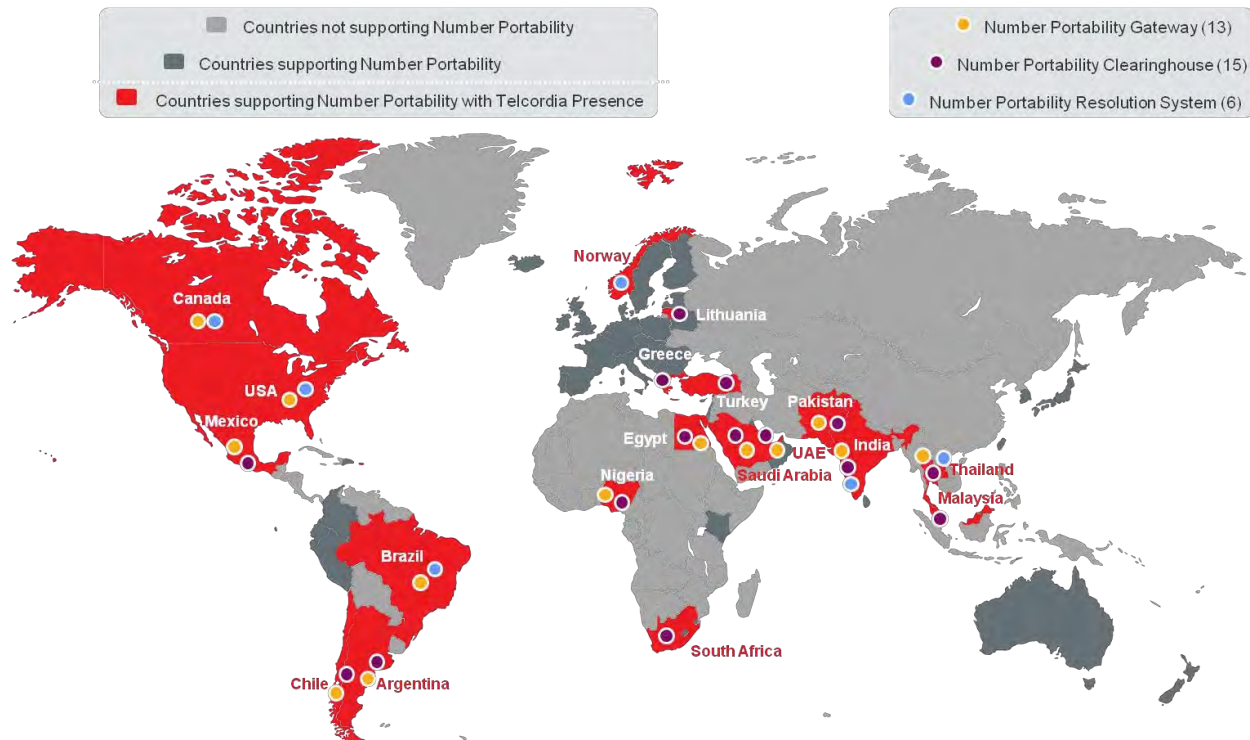 Countries not supporting Number Portability
Countries supporting Number Portability
Countries supporting Number Portability with Telcordia Presence
Number Portability Gateway (13)
Number Portability Clearinghouse (15)
Number Portability Resolution System (6)
Norway
Canada
Lithuania
Greece
USA
Turkey
Pakistan
Mexico
Egypt
UAE
India
Saudi Arabia
Thailand
Nigeria
Malaysia
Brazil
South Africa
Chile
Argentina